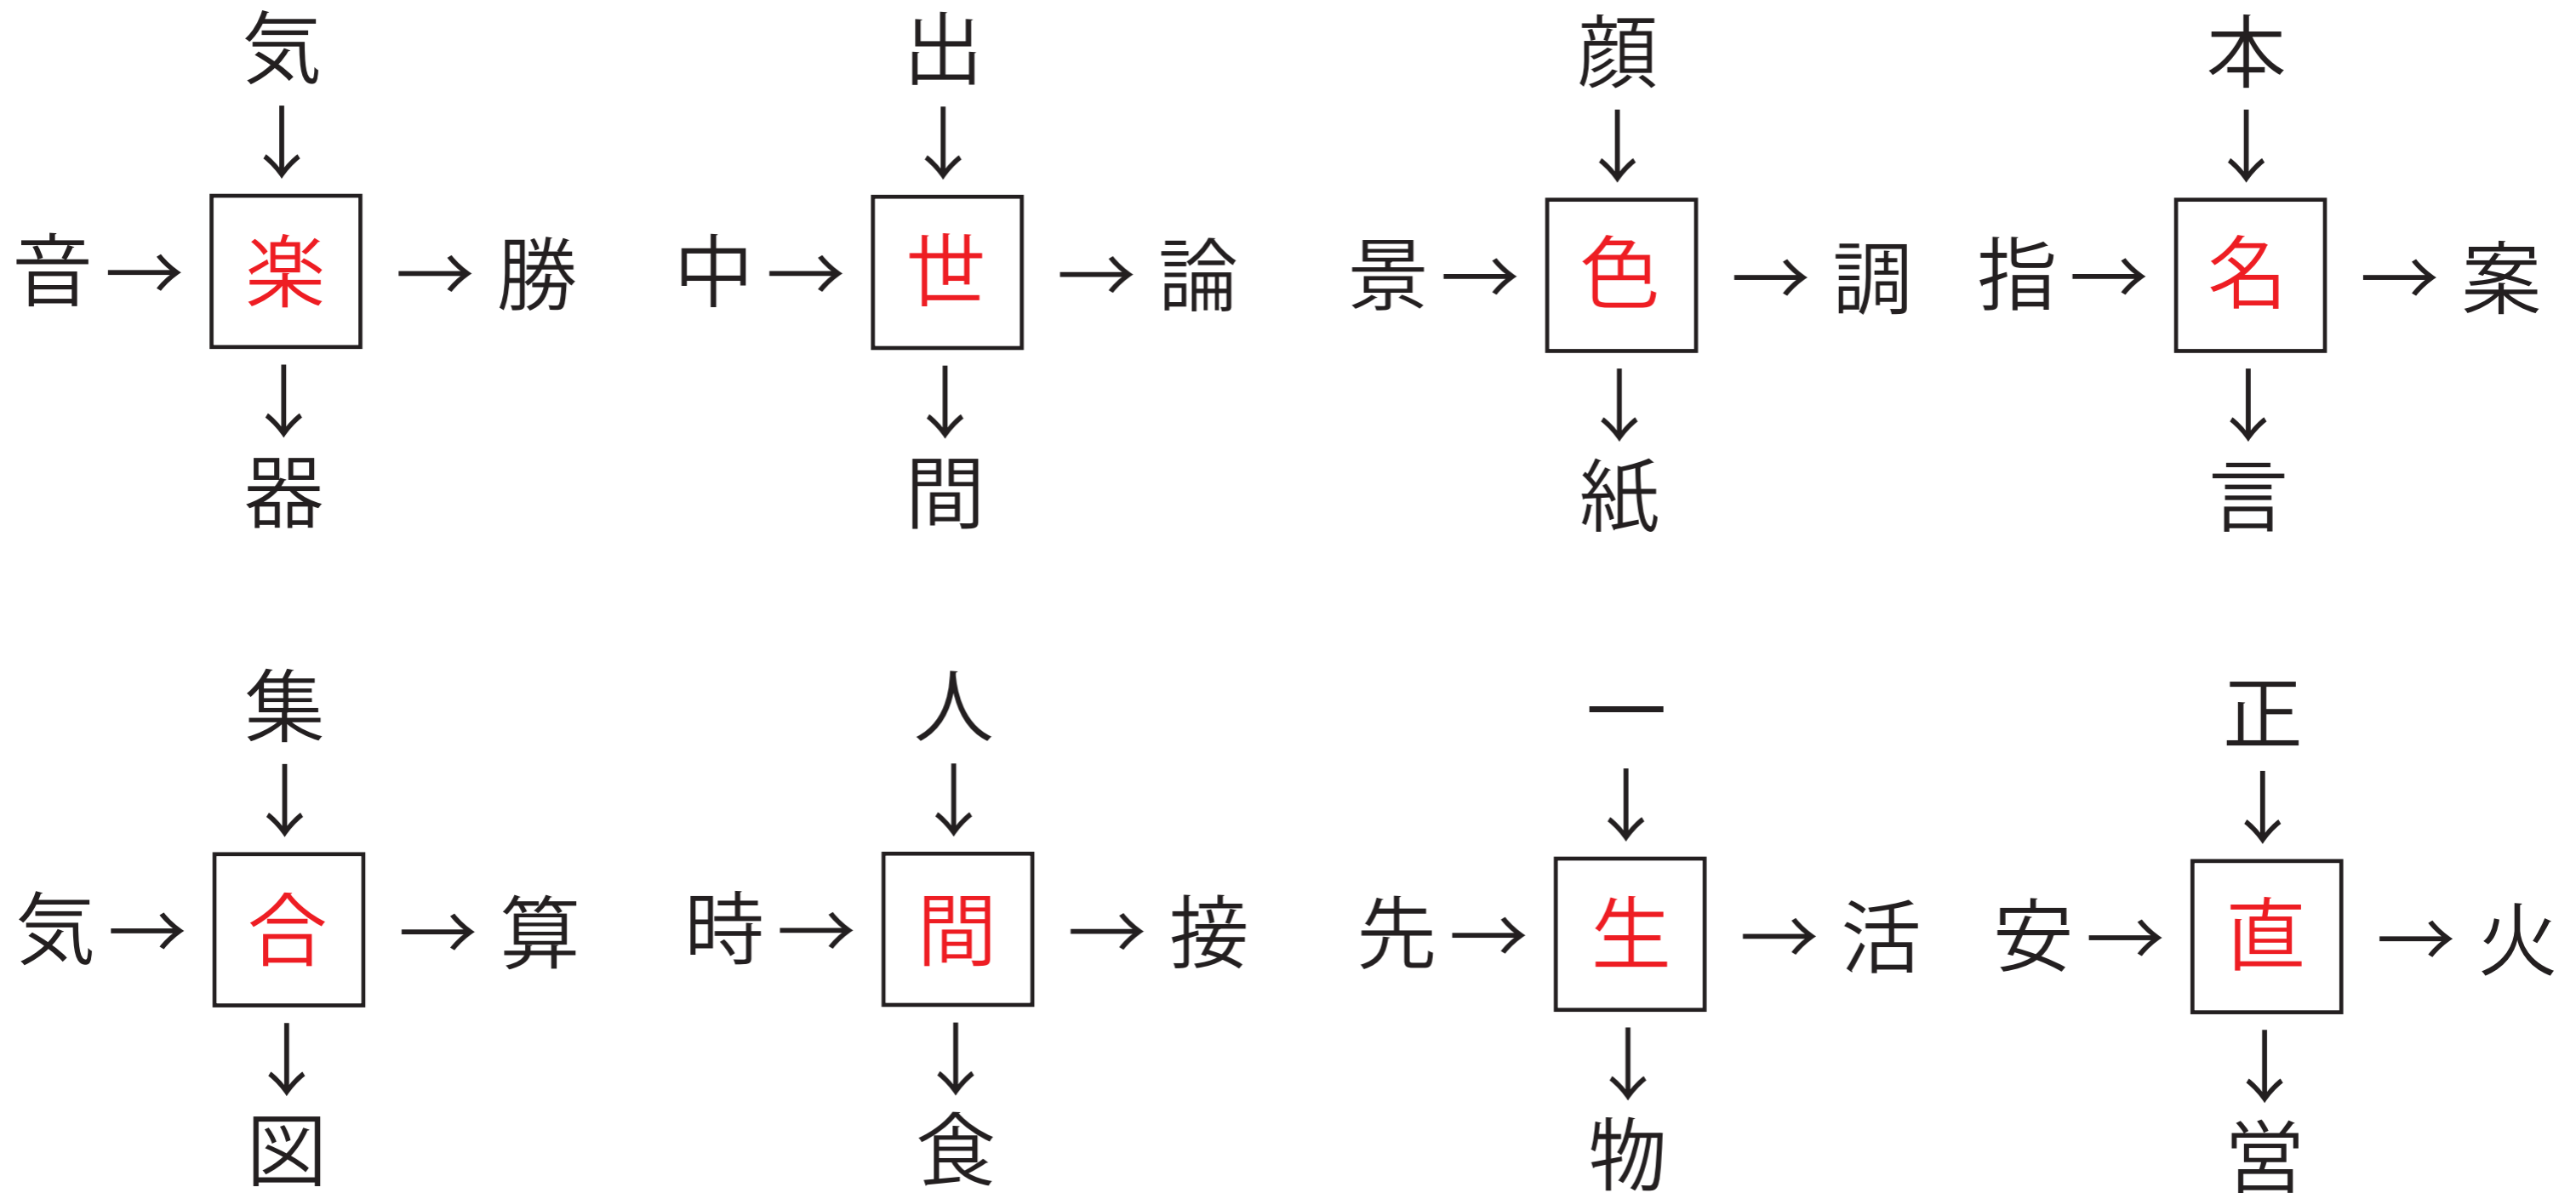 気 出 顔 本
↓ ↓ ↓ ↓
音→楽→勝 中→世→論 景→色→調 指→名→案
↓ ↓ ↓ ↓
器 間 紙 言
集 人 一 正
↓ ↓ ↓ ↓
気→合→算 時→間→接 先→生→活 安→直→火
↓ ↓ ↓ ↓
図 食 物 営